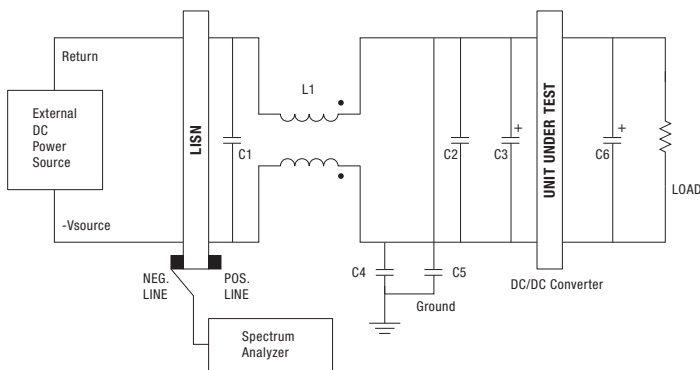 Return
L1
External
DC
Power
Source
LISN
C1
C2
C3
+
UNIT UNDER TEST
C6
+
LOAD
-Vsource
NEG.
LINE
POS.
LINE
C4
C5
Ground
DC/DC Converter
Spectrum
Analyzer